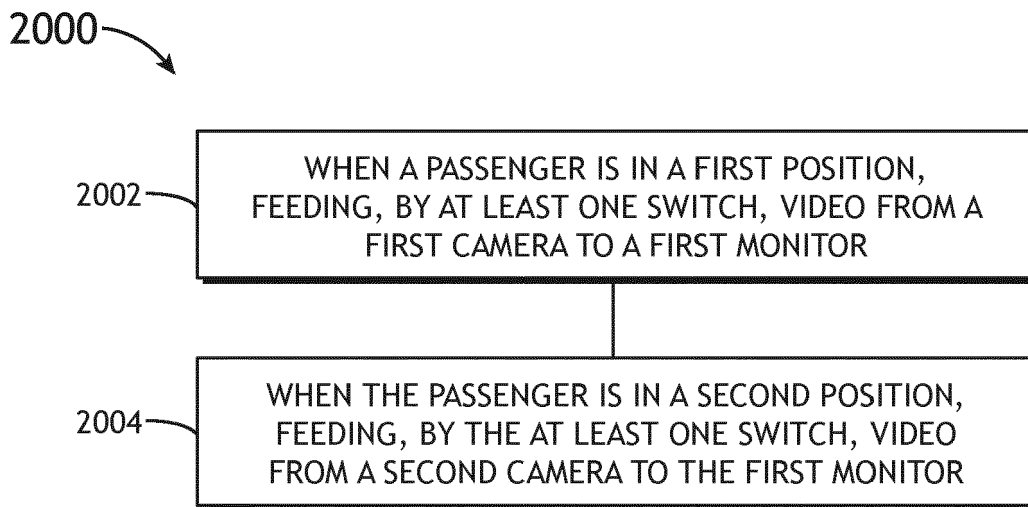 2000
2002
WHEN A PASSENGER IS IN A FIRST POSITION,
FEEDING, BY AT LEAST ONE SWITCH, VIDEO FROM A
FIRST CAMERA TO A FIRST MONITOR
2004
WHEN THE PASSENGER IS IN A SECOND POSITION,
FEEDING, BY THE AT LEAST ONE SWITCH, VIDEO
FROM A SECOND CAMERA TO THE FIRST MONITOR